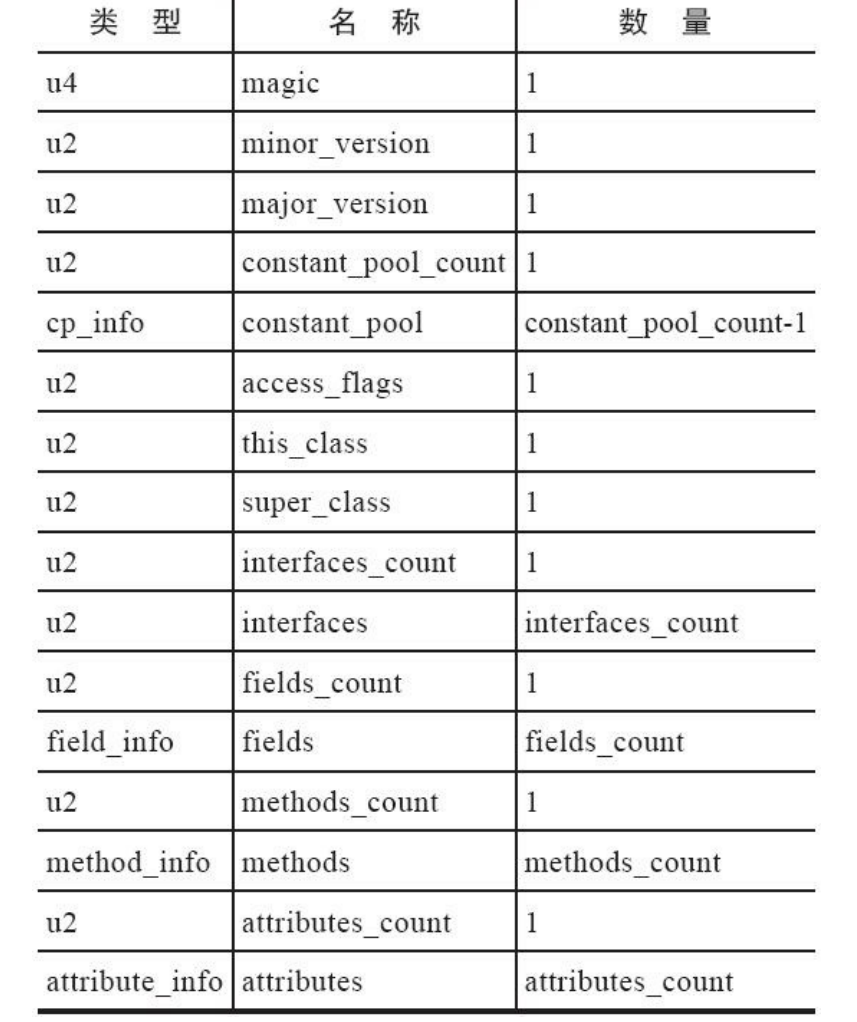 类 型 名 称 数 量
u4 magic 1
u2 minor_version 1
u2 major_version 1
u2 constant_pool_count 1
cp_info constant_pool constant_pool_count-1
u2 access_flags 1
u2 this_class 1
u2 super_class 1
u2 interfaces_count 1
u2 interfaces interfaces_count
u2 fields_count 1
field_info fields fields_count
u2 methods_count 1
method_info methods methods_count
u2 attributes_count 1
attribute_info attributes attributes_count